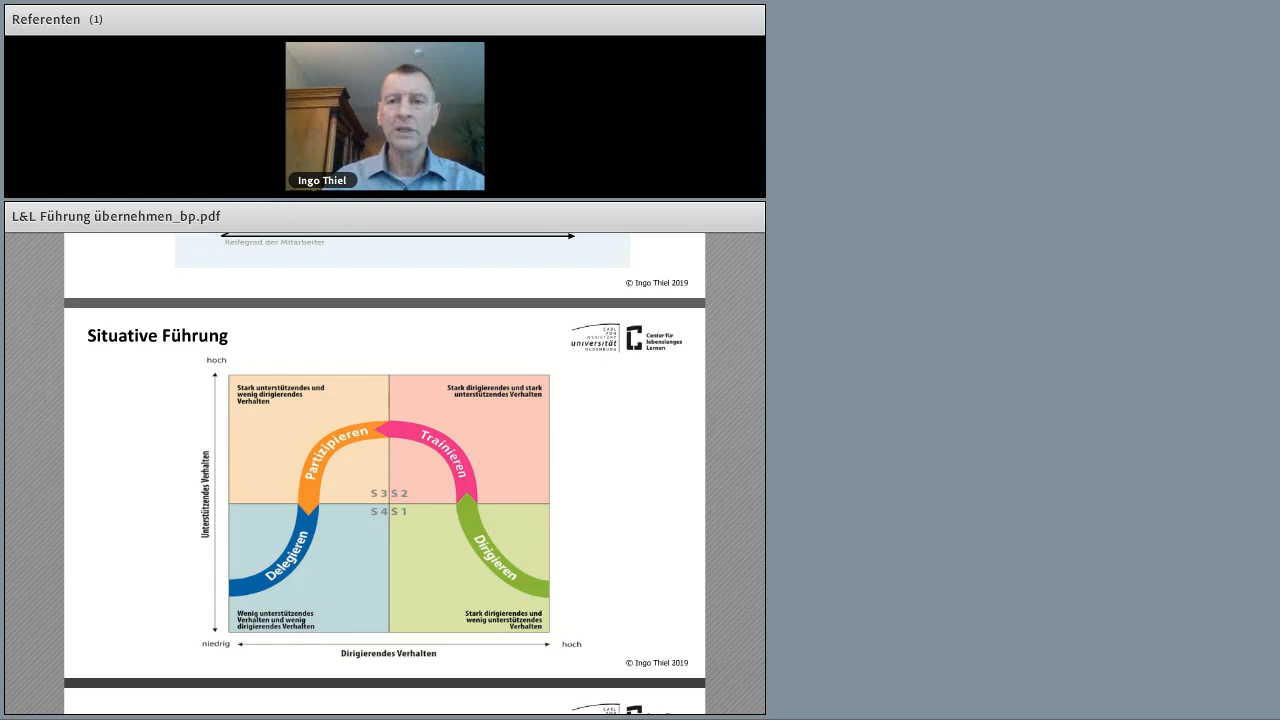 Referenten (1)
Ingo Thiel
L&L Führung übernehmen_bp.pdf
Reifegrad der Mitarbeiter
© Ingo Thiel 2019
Situative Führung
CARL
VON
OSSIETZKY
universität
OLDENBURG
Center für
lebenslanges
Lernen
hoch
Stark unterstützendes und
wenig dirigierendes
Verhalten
Stark dirigierendes und stark
unterstützendes Verhalten
Partizipieren
Trainieren
Unterstützendes Verhalten
S 3 S 2
S 4 S 1
Delegieren
Dirigieren
Wenig unterstützendes
Verhalten und wenig
dirigierendes Verhalten
Stark dirigierendes und
wenig unterstützendes
Verhalten
niedrig
hoch
Dirigierendes Verhalten
© Ingo Thiel 2019